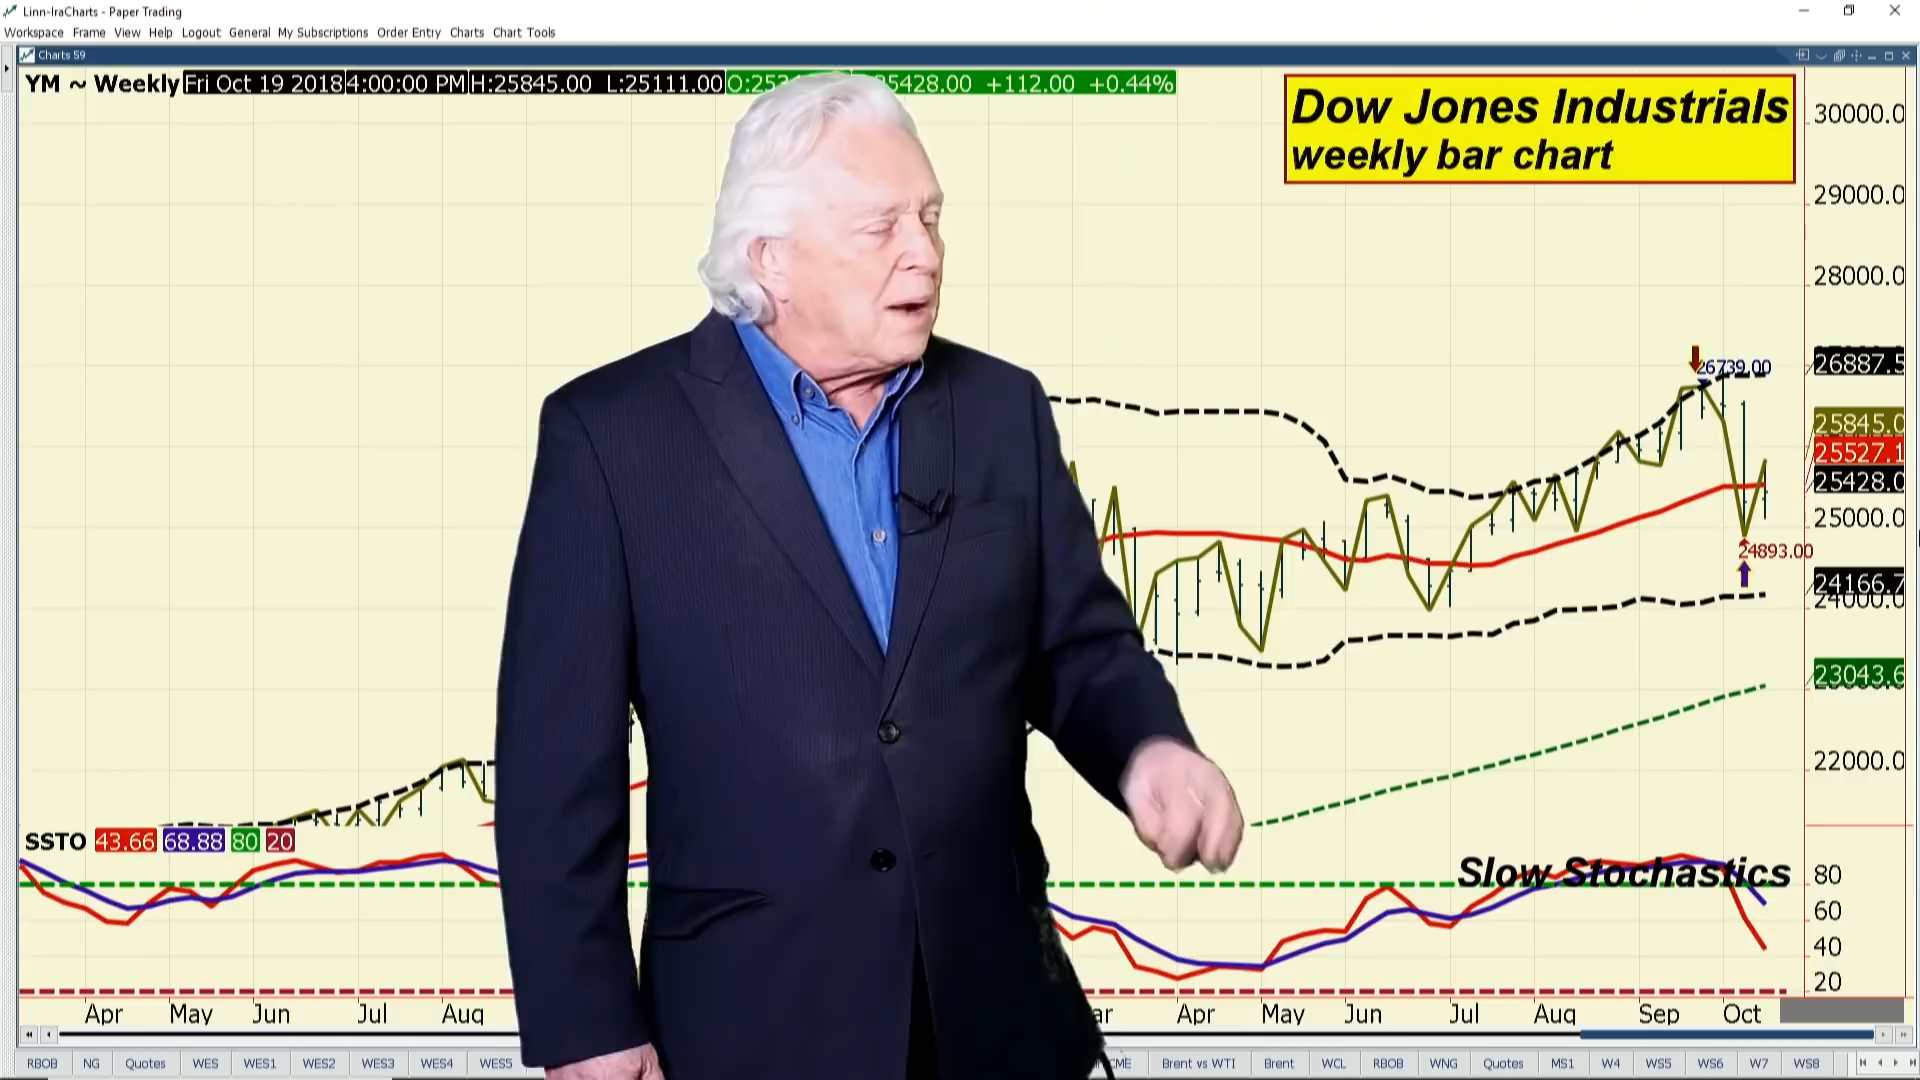 Linn-IraCharts - Paper Trading
Workspace Frame View Help Logout General My Subscriptions Order Entry Charts Chart Tools
Charts 59
YM ~ Weekly Fri Oct 19 2018 4:00:00 PM H:25845.00 L:25111.00 5428.00 +112.00 +0.44%
Dow Jones Industrials
weekly bar chart
30000.0
29000.0
28000.0
26887.5
26739.00
25845.0
25527.1
25428.0
25000.0
24893.00
24166.7
24000.0
23043.6
22000.0
SSTO 43.66 68.88 80 20
Slow Stochastics
80
60
40
20
Apr May Jun Jul Aug Apr May Jun Jul Aug Sep Oct
RBOB NG Quotes WES WES1 WES2 WES3 WES4 WES5 Brent vs WTI Brent WCL RBOB WNG Quotes MS1 W4 WS5 WS6 W7 WS8